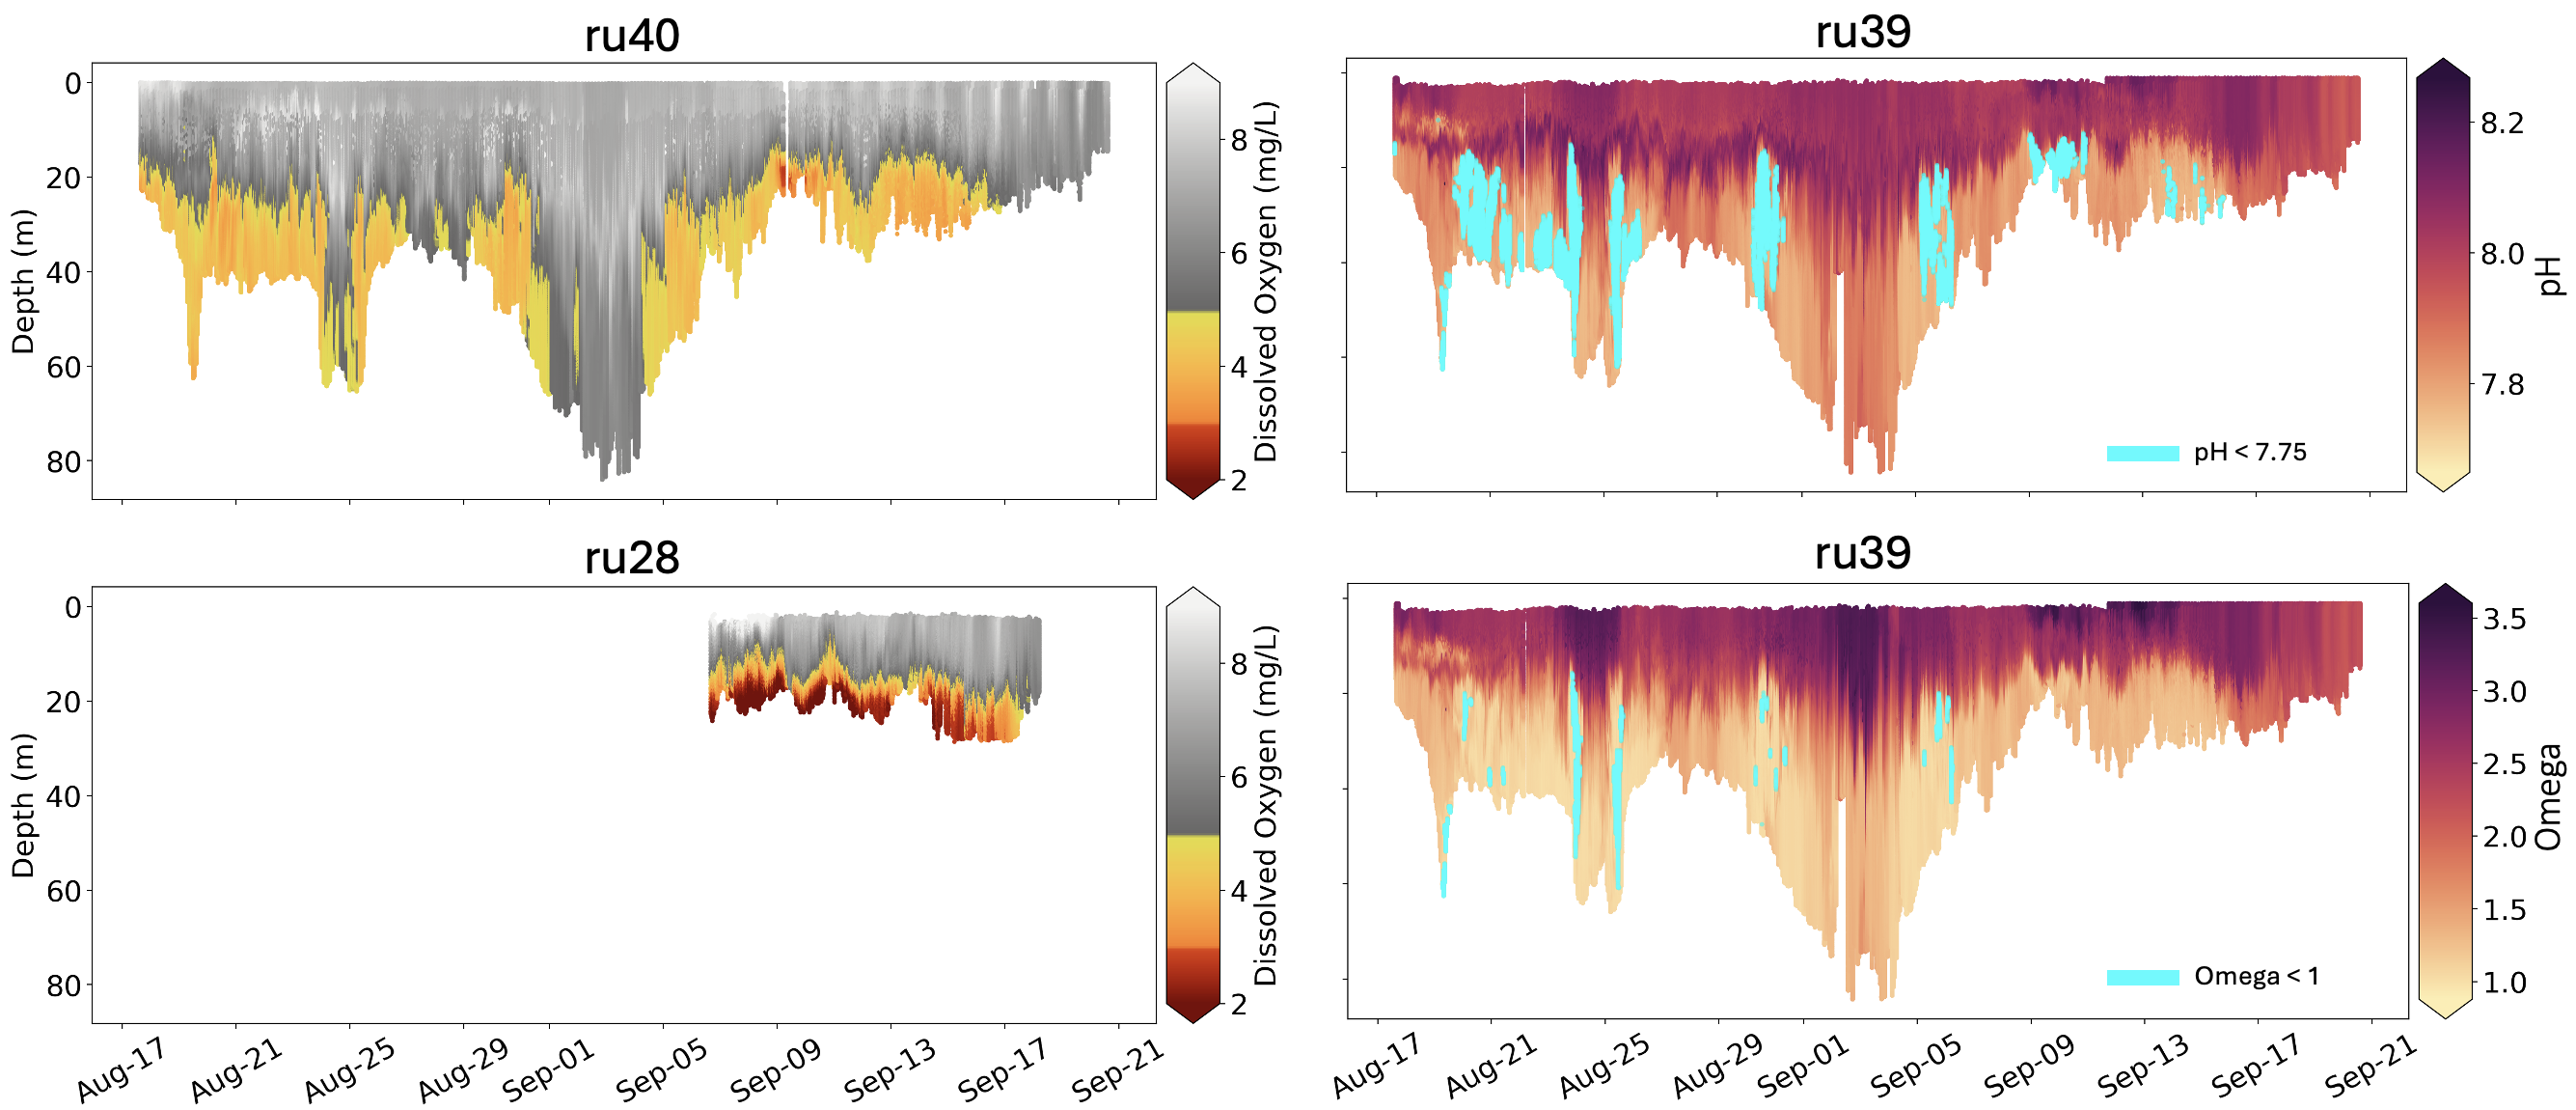 ru40
0
20
40
60
80
Depth (m)
8
6
4
2
Dissolved Oxygen (mg/L)
ru39
8.2
8.0
7.8
pH
pH < 7.75
ru28
0
20
40
60
80
Depth (m)
8
6
4
2
Dissolved Oxygen (mg/L)
Aug-17 Aug-21 Aug-25 Aug-29 Sep-01 Sep-05 Sep-09 Sep-13 Sep-17 Sep-21
ru39
3.5
3.0
2.5
2.0
1.5
1.0
Omega
Omega < 1
Aug-17 Aug-21 Aug-25 Aug-29 Sep-01 Sep-05 Sep-09 Sep-13 Sep-17 Sep-21